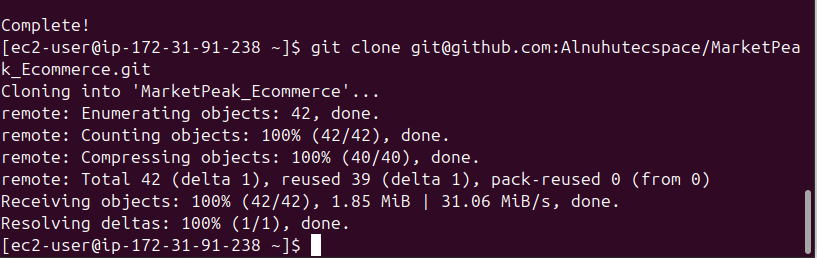 Complete!
[ec2-user@ip-172-31-91-238 ~]$ git clone git@github.com:Alnuhutecspace/MarketPea
k_Ecommerce.git
Cloning into 'MarketPeak_Ecommerce'...
remote: Enumerating objects: 42, done.
remote: Counting objects: 100% (42/42), done.
remote: Compressing objects: 100% (40/40), done.
remote: Total 42 (delta 1), reused 39 (delta 1), pack-reused 0 (from 0)
Receiving objects: 100% (42/42), 1.85 MiB | 31.06 MiB/s, done.
Resolving deltas: 100% (1/1), done.
[ec2-user@ip-172-31-91-238 ~]$